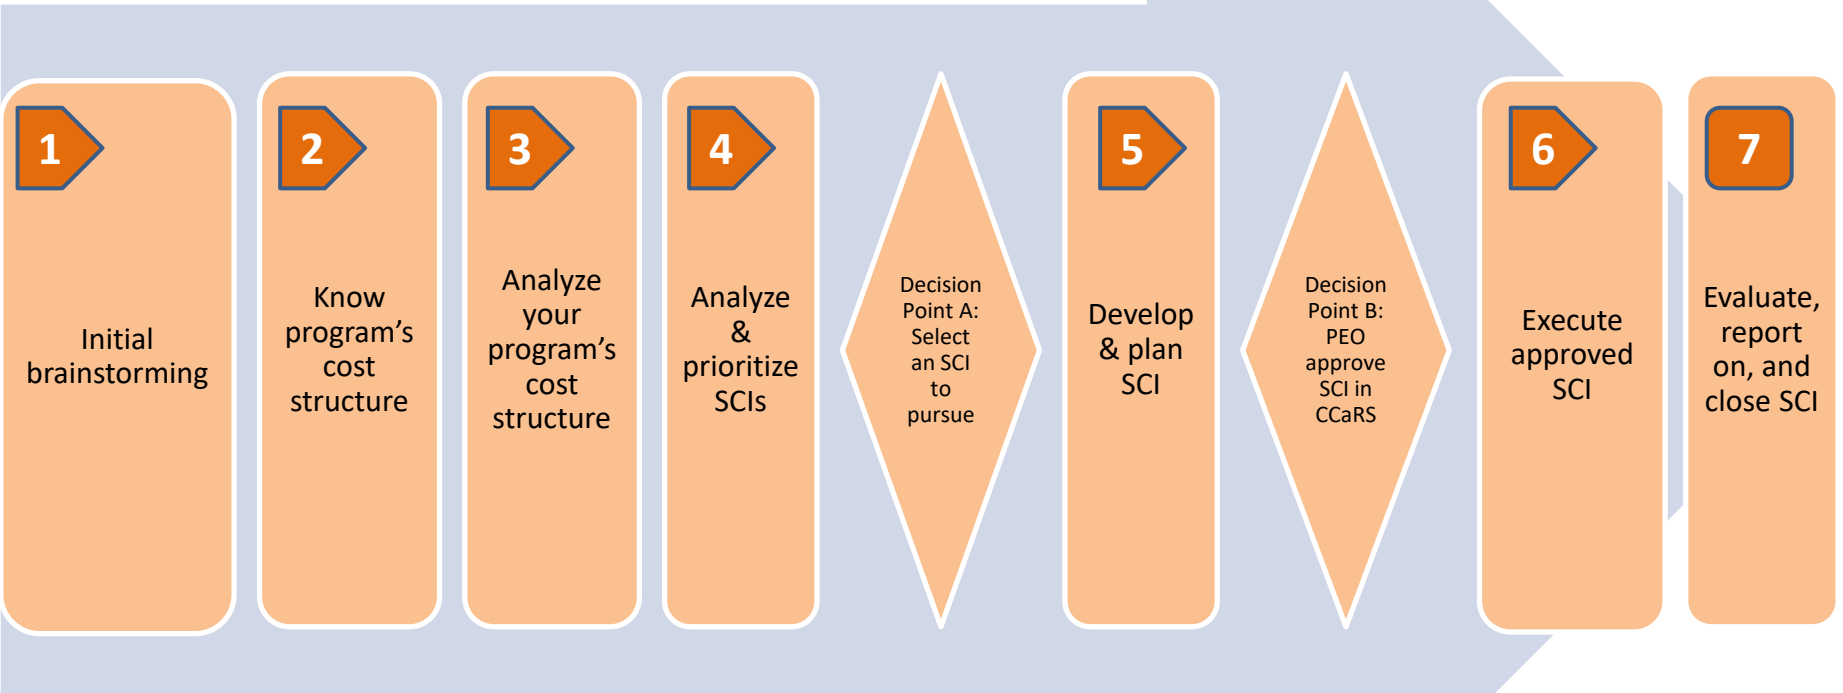 1
Initial
brainstorming
2
Know
program’s
cost
structure
3
Analyze
your
program’s
cost
structure
4
Analyze
&
prioritize
SCIs
Decision
Point A:
Select
an SCI
to
pursue
5
Develop
& plan
SCI
Decision
Point B:
PEO
approve
SCI in
CCaRS
6
Execute
approved
SCI
7
Evaluate,
report
on, and
close SCI